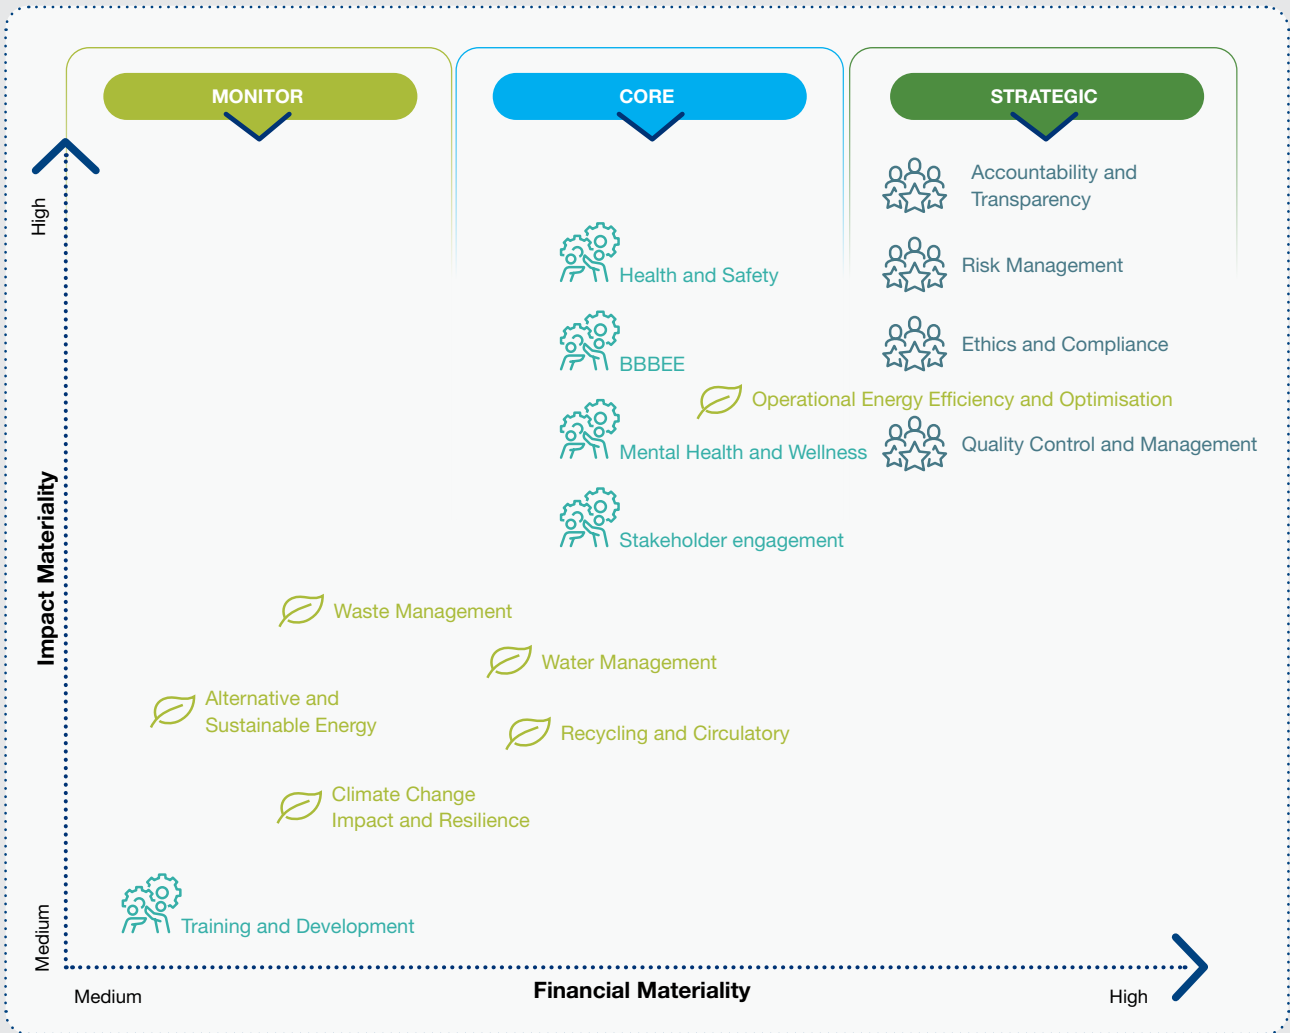 MONITOR
CORE
STRATEGIC
High
Accountability and
Transparency
Health and Safety
Risk Management
BBBEE
Ethics and Compliance
Operational Energy Efficiency and Optimisation
Mental Health and Wellness
Quality Control and Management
Stakeholder engagement
Impact Materiality
Waste Management
Water Management
Alternative and
Sustainable Energy
Recycling and Circulatory
Climate Change
Impact and Resilience
Training and Development
Medium
Medium
Financial Materiality
High